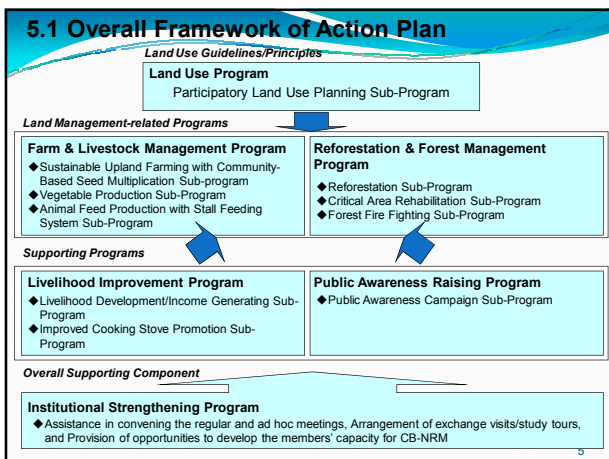 5.1 Overall Framework of Action Plan
Land Use Guidelines/Principles
Land Use Program
Participatory Land Use Planning Sub-Program
Land Management-related Programs
Farm & Livestock Management Program
◆Sustainable Upland Farming with Community-
Based Seed Multiplication Sub-program
◆Vegetable Production Sub-Program
◆Animal Feed Production with Stall Feeding
System Sub-Program
Reforestation & Forest Management
Program
◆Reforestation Sub-Program
◆Critical Area Rehabilitation Sub-Program
◆Forest Fire Fighting Sub-Program
Supporting Programs
Livelihood Improvement Program
◆Livelihood Development/Income Generating Sub-
Program
◆Improved Cooking Stove Promotion Sub-
Program
Public Awareness Raising Program
◆Public Awareness Campaign Sub-Program
Overall Supporting Component
Institutional Strengthening Program
◆Assistance in convening the regular and ad hoc meetings, Arrangement of exchange visits/study tours,
and Provision of opportunities to develop the members' capacity for CB-NRM
5